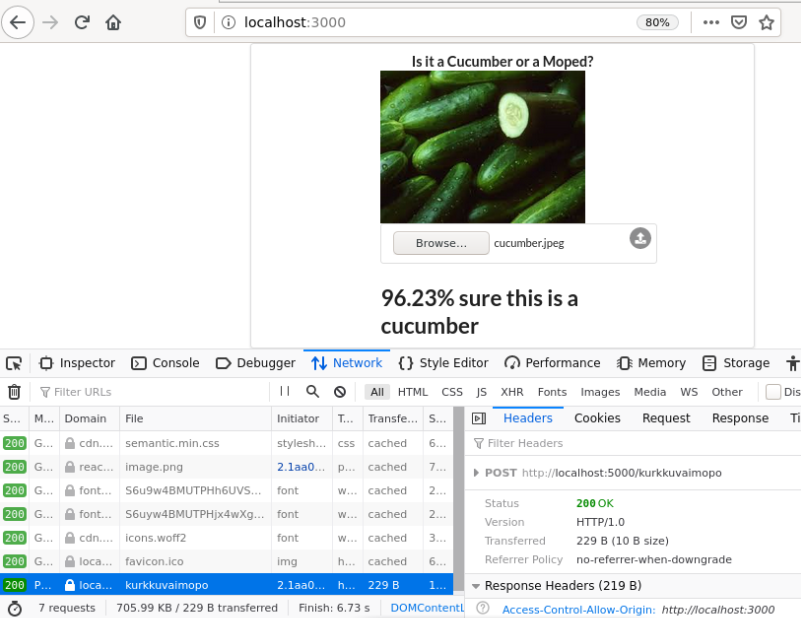 localhost:3000 80%
Is it a Cucumber or a Moped?
Browse... cucumber.jpeg
96.23% sure this is a
cucumber
Inspector Console Debugger Network Style Editor Performance Memory Storage
Filter URLs All HTML CSS JS XHR Fonts Images Media WS Other Dis
S... M... Domain File Initiator T... Transfe... S... Headers Cookies Request Response Ti
Filter Headers
200 G... cdn.... semantic.min.css stylesh... css cached 6...
200 G... reac... image.png 2.1aa0... p... cached 7...
POST http://localhost:5000/kurkkuvaimopo
200 G... font... S6u9w4BMUTPHh6UVS... font w... cached 2...
Status 200 OK
200 G... font... S6uyw4BMUTPHjx4wXg... font w... cached 2...
Version HTTP/1.0
200 G... cdn.... icons.woff2 font w... cached 3...
Transferred 229 B (10 B size)
200 G... loca... favicon.ico img h... cached 6...
Referrer Policy no-referrer-when-downgrade
200 P... loca... kurkkuvaimopo 2.1aa0... h... 229 B 1...
Response Headers (219 B)
7 requests 705.99 KB / 229 B transferred Finish: 6.73 s DOMContentL
Access-Control-Allow-Origin: http://localhost:3000